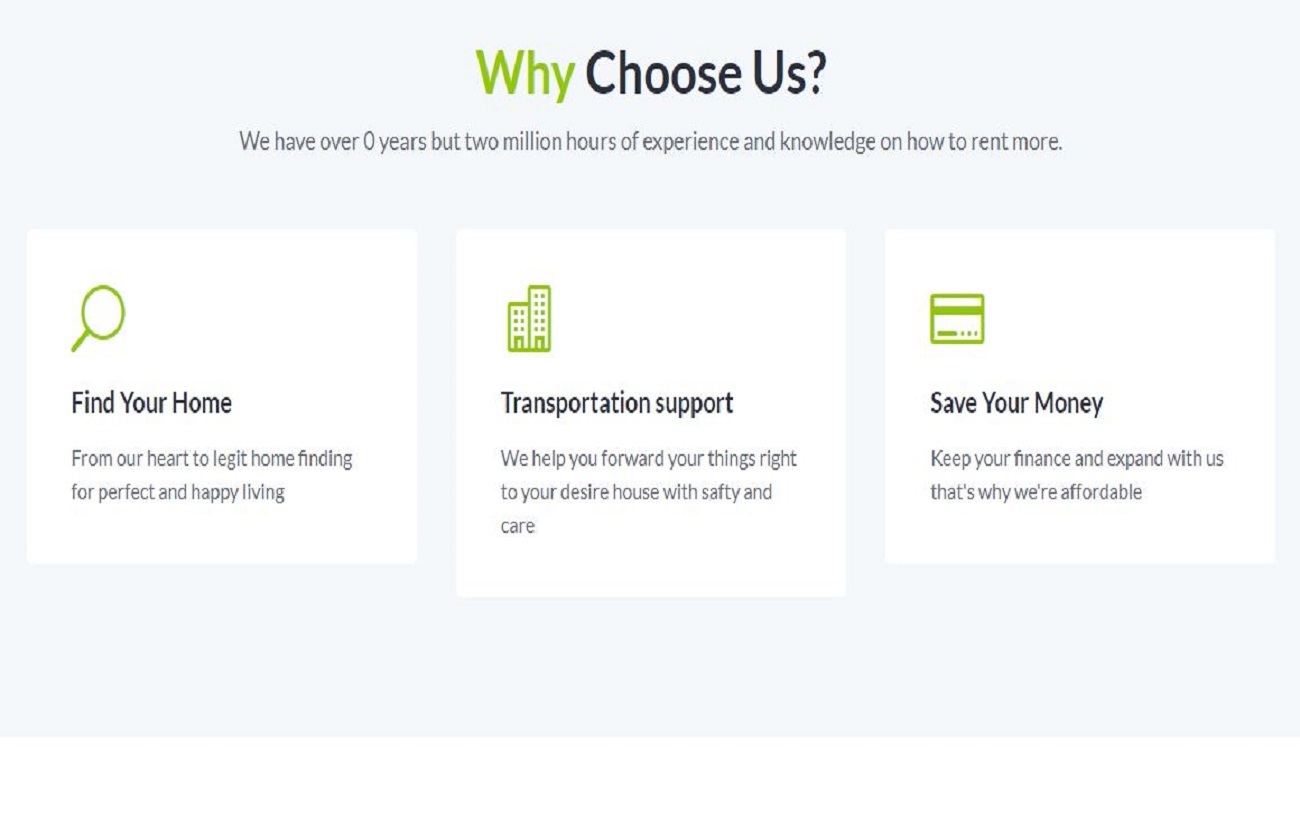 Why Choose Us?
We have over 0 years but two million hours of experience and knowledge on how to rent more.
Find Your Home
From our heart to legit home finding
for perfect and happy living
Transportation support
We help you forward your things right
to your desire house with safty and
care
Save Your Money
Keep your finance and expand with us
that's why we're affordable